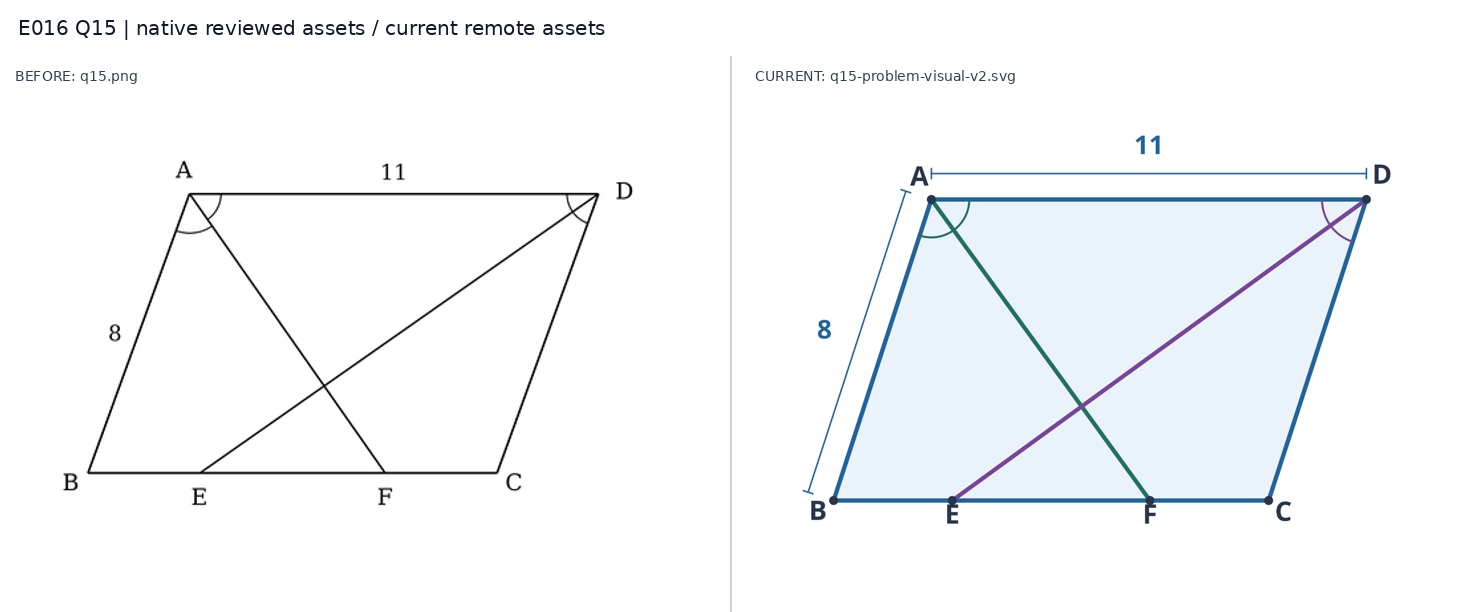 E016 Q15 | native reviewed assets / current remote assets
BEFORE: q15.png
A
11
D
8
B
E
F
C
CURRENT: q15-problem-visual-v2.svg
11
A
D
8
B
E
F
C